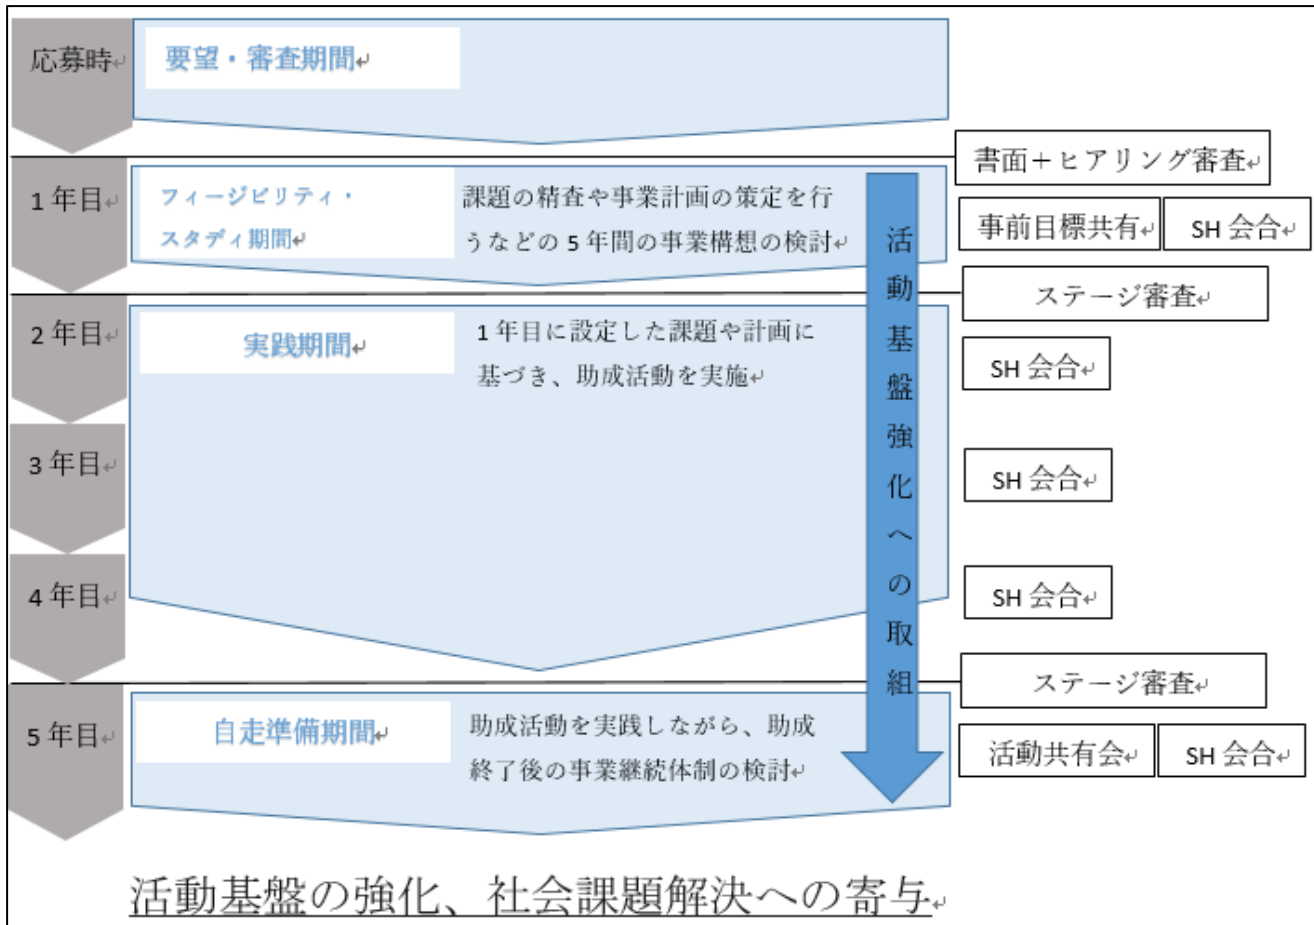 応募時
要望・審査期間
書面＋ヒアリング審査
1年目
フィージビリティ・
スタディ期間
課題の精査や事業計画の策定を行
うなどの5年間の事業構想の検討
事前目標共有
SH会合
ステージ審査
2年目
実践期間
1年目に設定した課題や計画に
基づき、助成活動を実施
SH会合
3年目
SH会合
4年目
SH会合
活動基盤強化への取組
ステージ審査
5年目
自走準備期間
助成活動を実践しながら、助成
終了後の事業継続体制の検討
活動共有会
SH会合
活動基盤の強化、社会課題解決への寄与